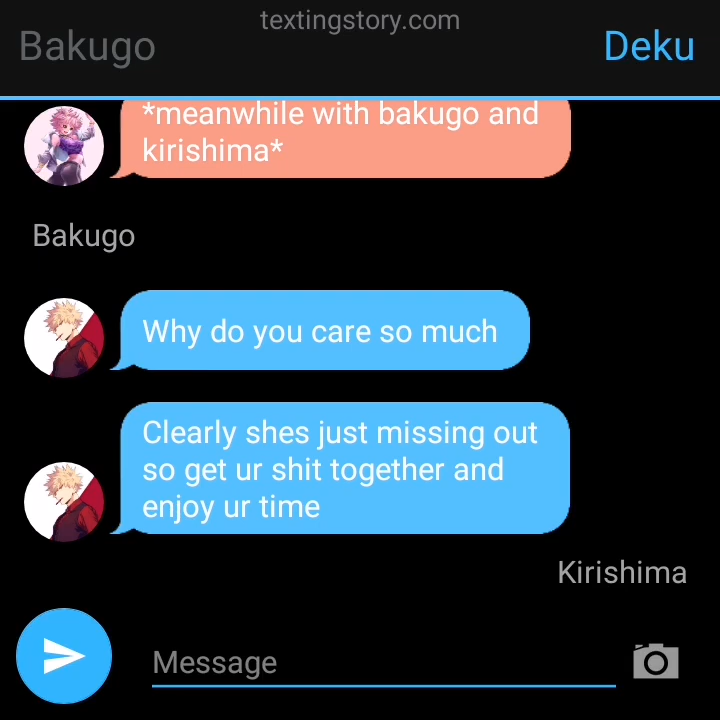 textingstory.com
Bakugo
Deku
*meanwhile with bakugo and
kirishima*
Bakugo
Why do you care so much
Clearly shes just missing out
so get ur shit together and
enjoy ur time
Kirishima
Message